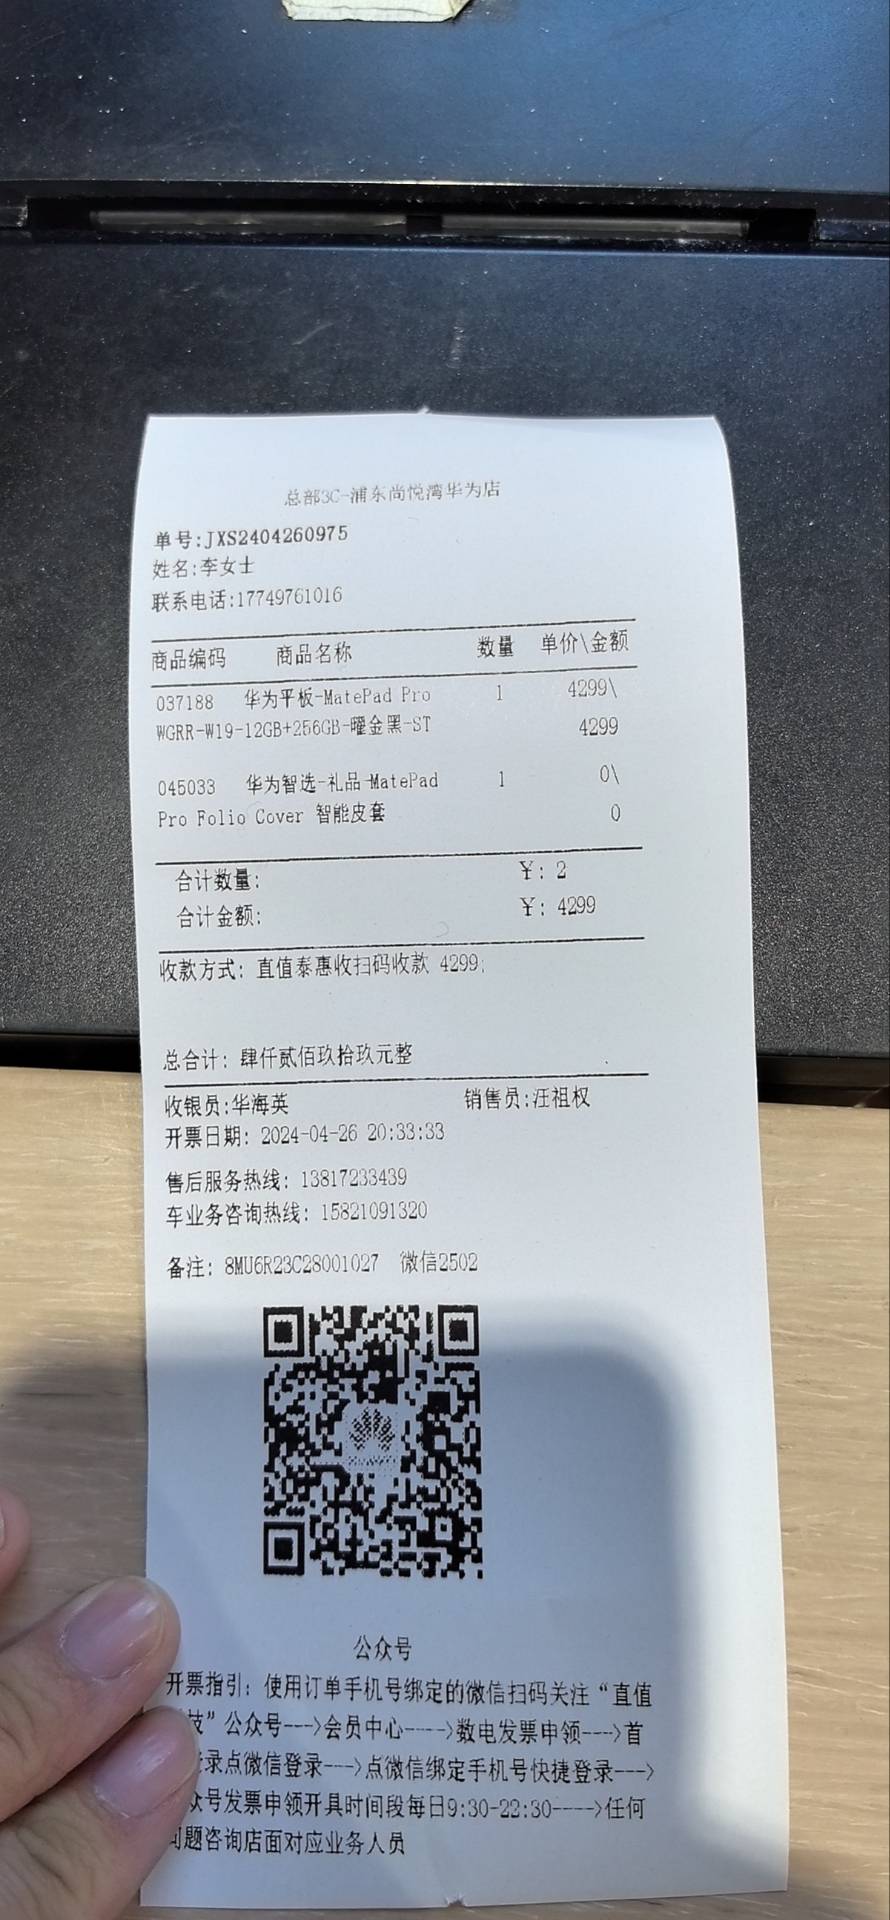 总部3C-浦东尚悦湾华为店
单号:JXS2404260975
姓名:李女士
联系电话:17749761016
商品编码 商品名称 数量 单价\金额
037188 华为平板-MatePad Pro 1 4299\
WGRR-W19-12GB+256GB-曜金黑-ST 4299
045033 华为智选-礼品-MatePad 1 0\
Pro Folio Cover 智能皮套 0
合计数量: ¥: 2
合计金额: ¥: 4299
收款方式: 直值泰惠收扫码收款 4299;
总合计: 肆仟贰佰玖拾玖元整
收银员:华海英 销售员:汪祖权
开票日期: 2024-04-26 20:33:33
售后服务热线: 13817233439
车业务咨询热线: 15821091320
备注: 8MU6R23C28001027 微信2502
公众号
开票指引: 使用订单手机号绑定的微信扫码关注“直值
技”公众号--->会员中心---->数电发票申领--->首
录点微信登录--->点微信绑定手机号快捷登录--->
众号发票申领开具时间段每日9:30-22:30---->任何
问题咨询店面对应业务人员